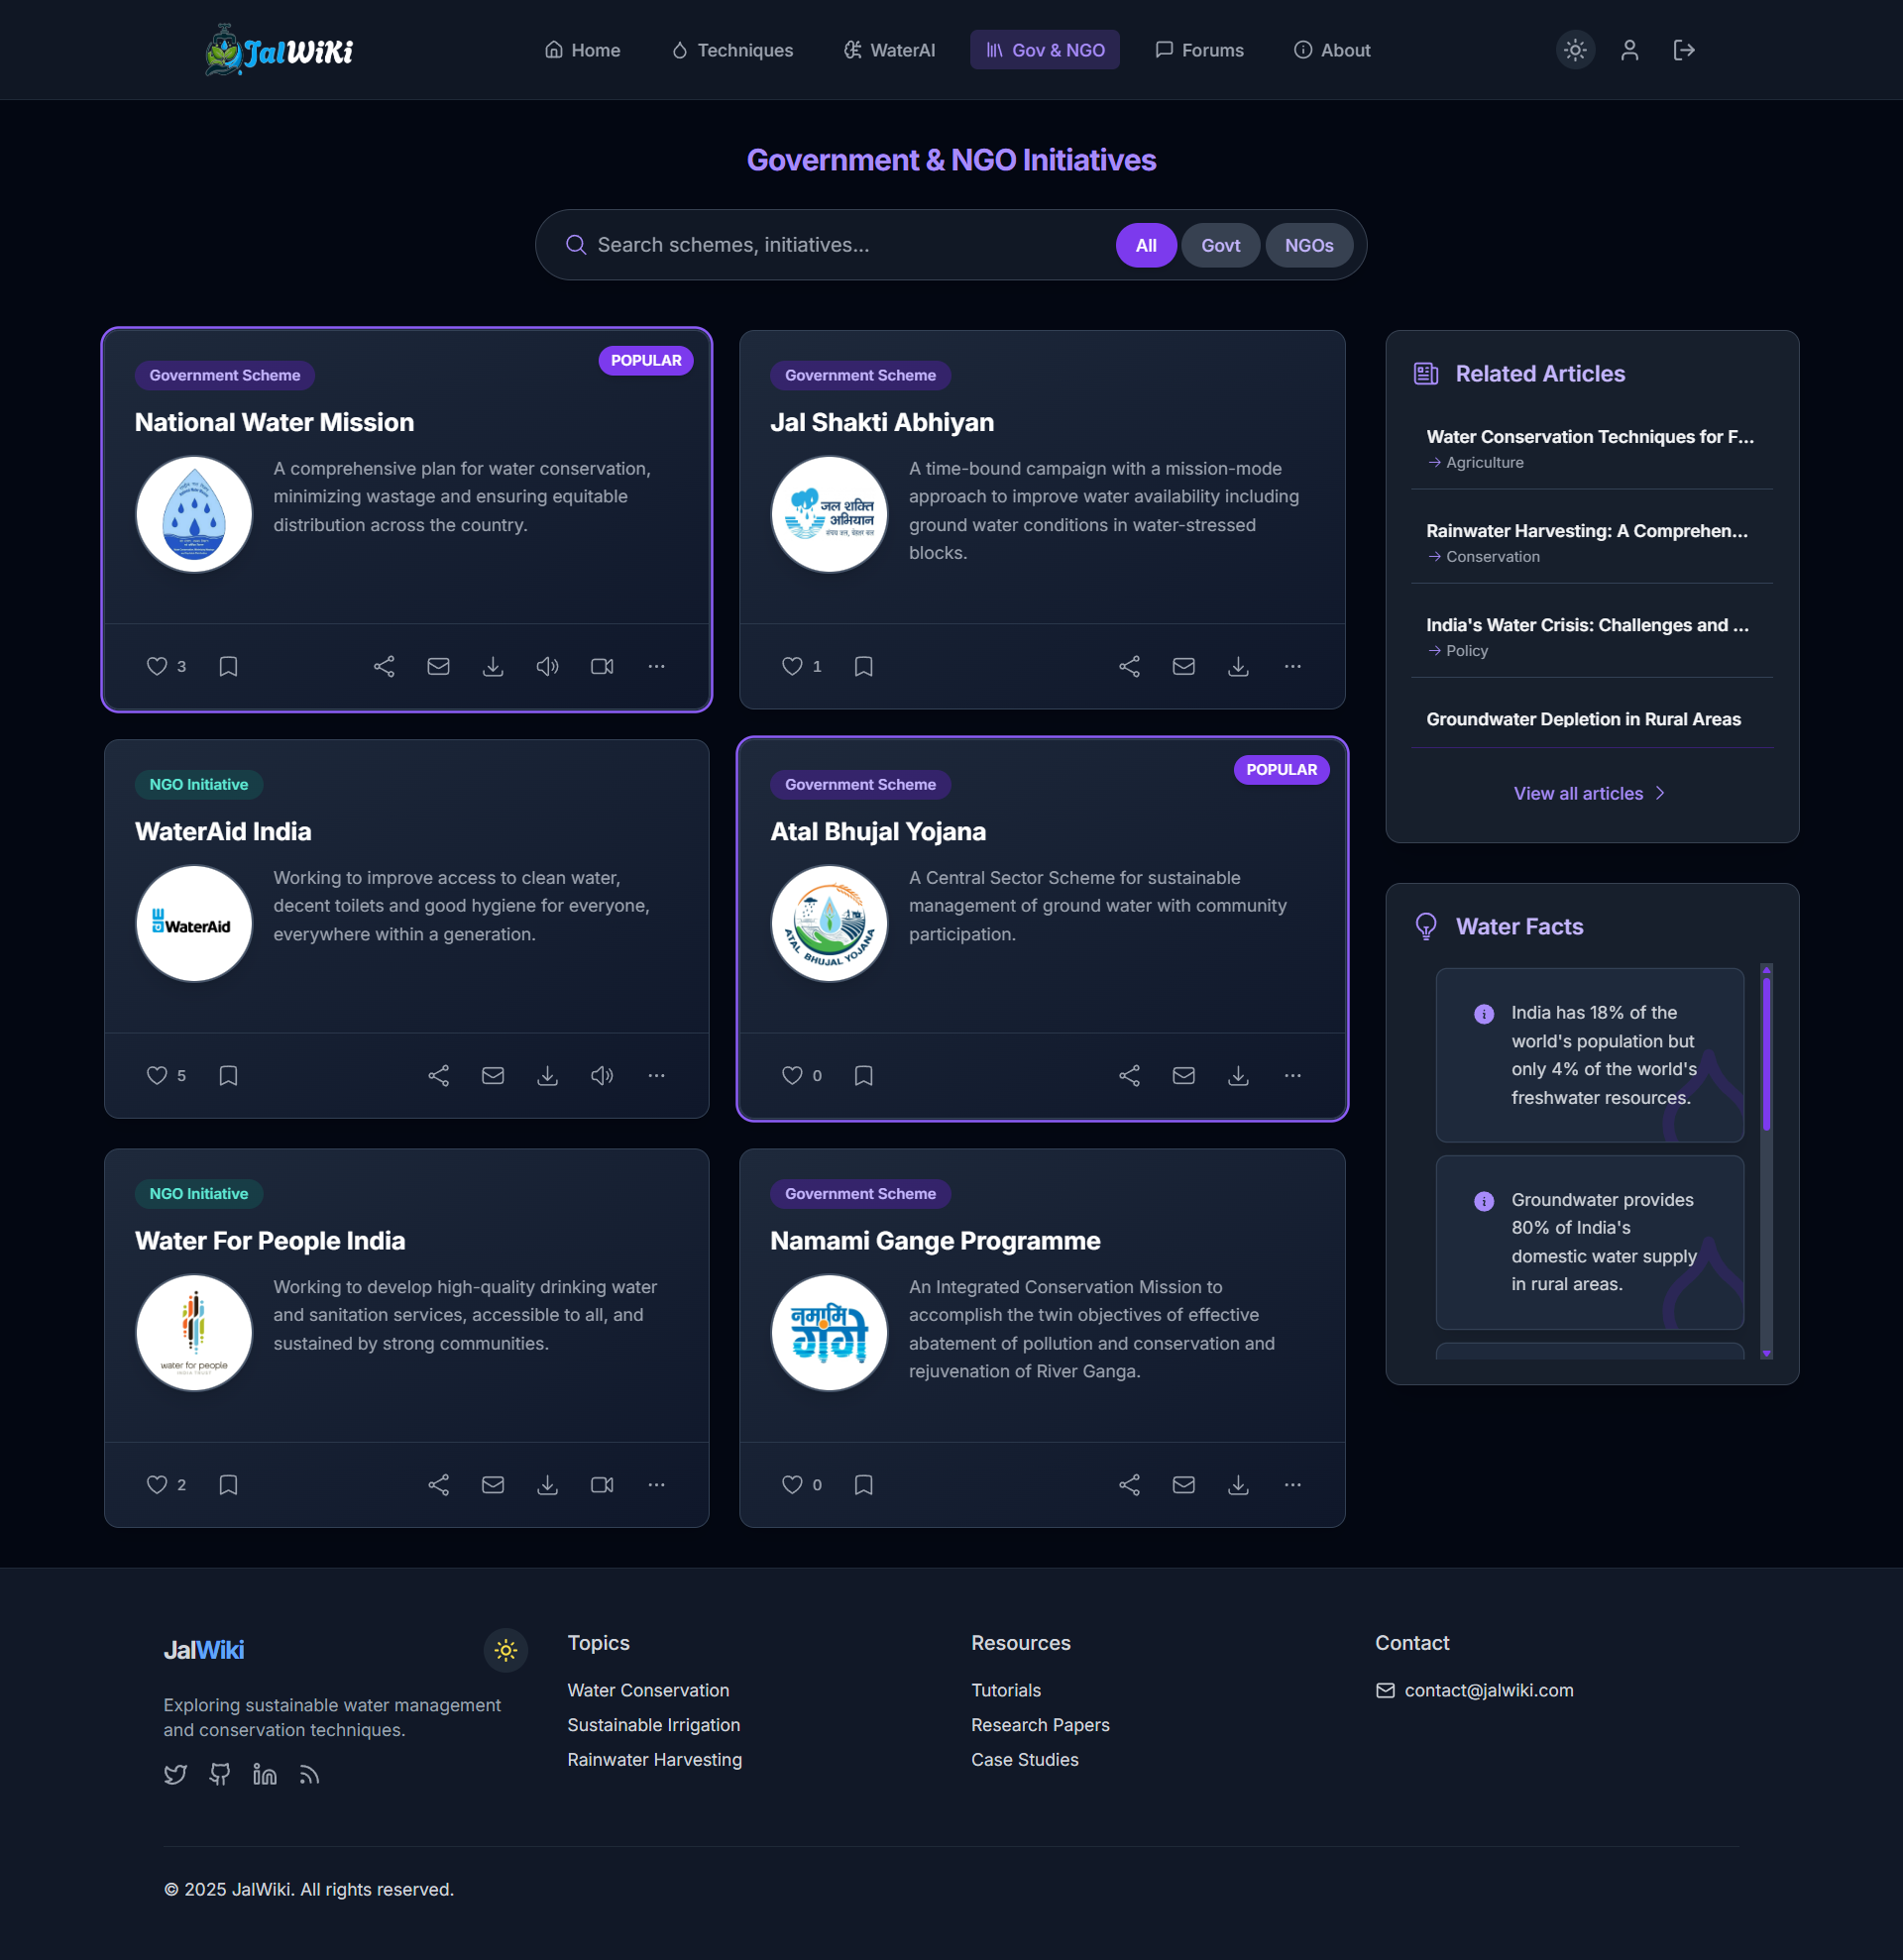 JalWiKi
Home
Techniques
WaterAI
Gov & NGO
Forums
About
Government & NGO Initiatives
Search schemes, initiatives...
All
Govt
NGOs
Government Scheme
POPULAR
National Water Mission
A comprehensive plan for water conservation,
minimizing wastage and ensuring equitable
distribution across the country.
3
Government Scheme
Jal Shakti Abhiyan
जल शक्ति
अभियान
संचय जल, बेहतर कल
A time-bound campaign with a mission-mode
approach to improve water availability including
ground water conditions in water-stressed
blocks.
1
NGO Initiative
WaterAid India
WaterAid
Working to improve access to clean water,
decent toilets and good hygiene for everyone,
everywhere within a generation.
5
Government Scheme
POPULAR
Atal Bhujal Yojana
ATAL BHUJAL YOJANA
A Central Sector Scheme for sustainable
management of ground water with community
participation.
0
NGO Initiative
Water For People India
water for people
INDIA TRUST
Working to develop high-quality drinking water
and sanitation services, accessible to all, and
sustained by strong communities.
2
Government Scheme
Namami Gange Programme
नमामि
गंगे
An Integrated Conservation Mission to
accomplish the twin objectives of effective
abatement of pollution and conservation and
rejuvenation of River Ganga.
0
Related Articles
Water Conservation Techniques for F...
→ Agriculture
Rainwater Harvesting: A Comprehen...
→ Conservation
India's Water Crisis: Challenges and ...
→ Policy
Groundwater Depletion in Rural Areas
View all articles
Water Facts
India has 18% of the
world's population but
only 4% of the world's
freshwater resources.
Groundwater provides
80% of India's
domestic water supply
in rural areas.
JalWiki
Exploring sustainable water management
and conservation techniques.
Topics
Water Conservation
Sustainable Irrigation
Rainwater Harvesting
Resources
Tutorials
Research Papers
Case Studies
Contact
contact@jalwiki.com
© 2025 JalWiki. All rights reserved.